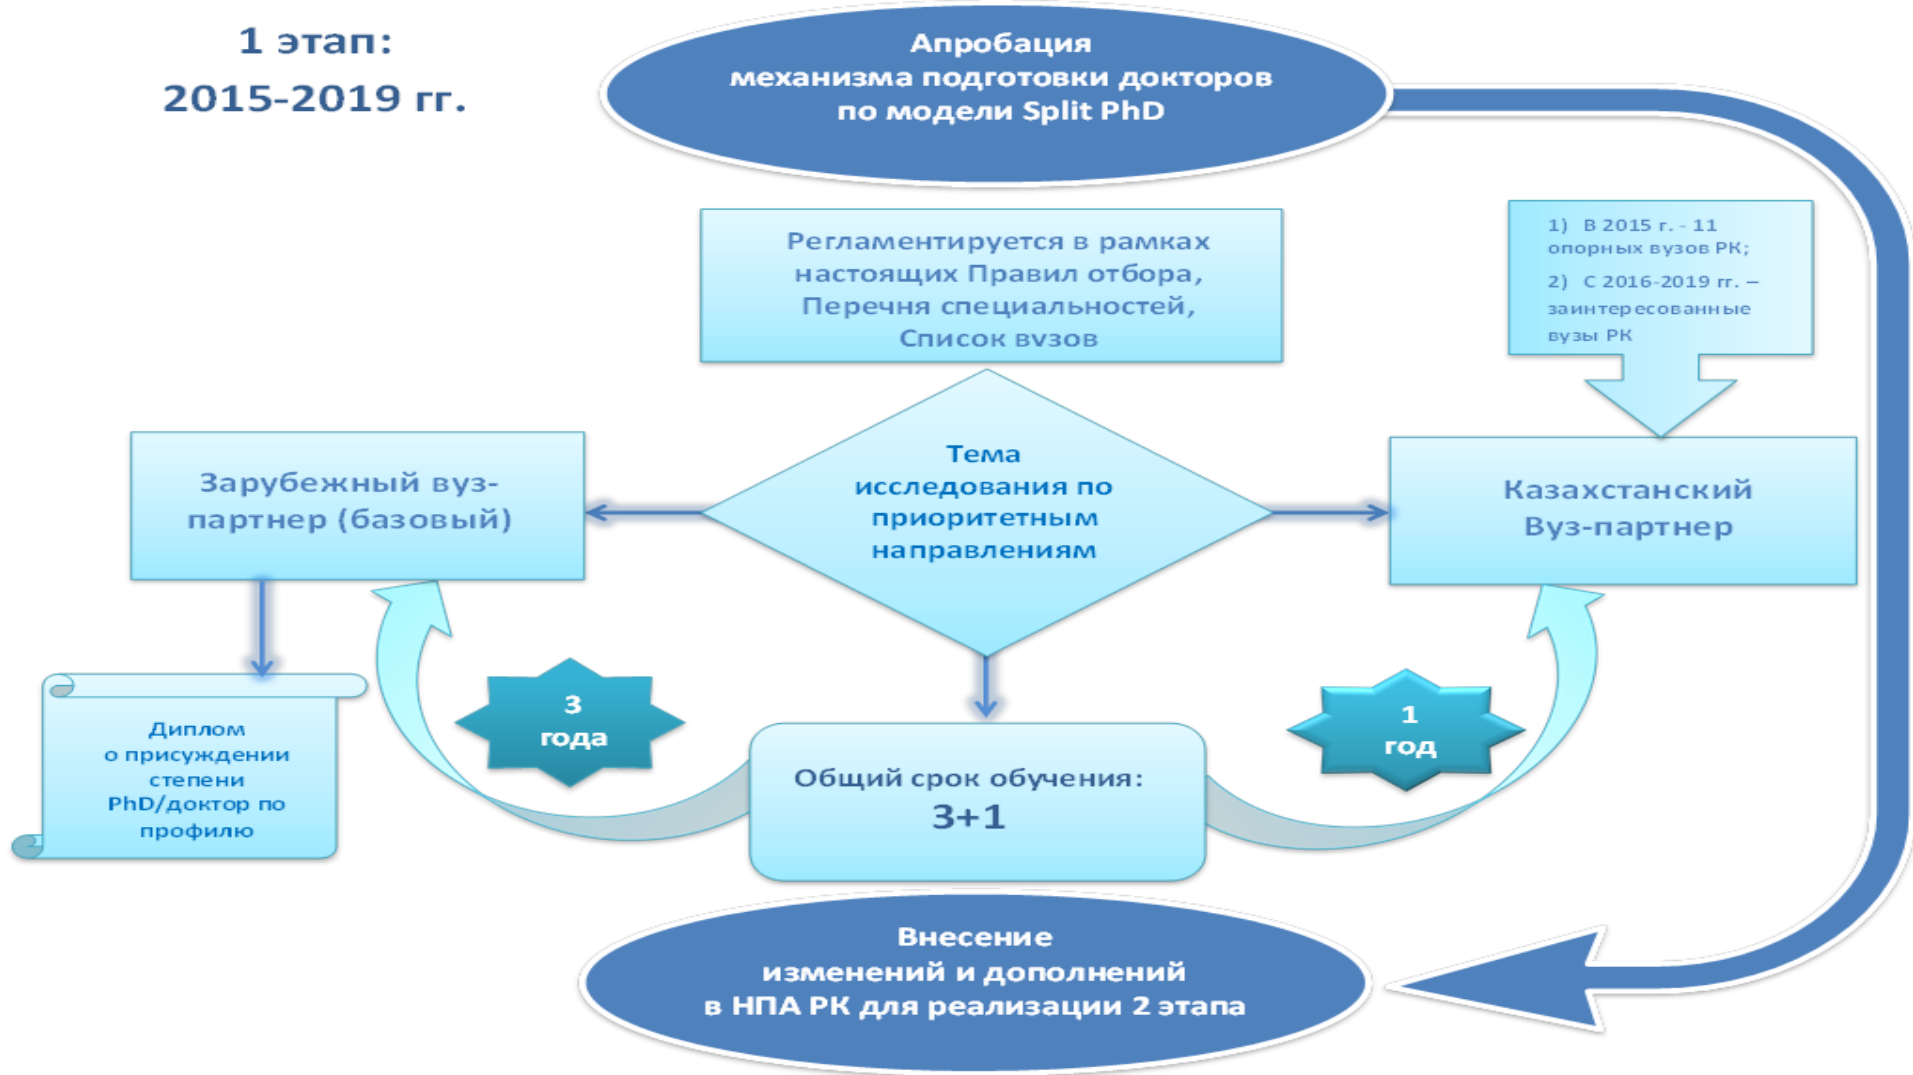 1 этап:
2015-2019 гг.
Апробация
механизма подготовки докторов
по модели Split PhD
Регламентируется в рамках
настоящих Правил отбора,
Перечня специальностей,
Список вузов
1) В 2015 г. - 11
опорных вузов РК;
2) С 2016-2019 гг. –
заинтересованные
вузы РК
Зарубежный вуз-
партнер (базовый)
Тема
исследования по
приоритетным
направлениям
Казахстанский
Вуз-партнер
3
года
1
год
Диплом
о присуждении
степени
PhD/доктор по
профилю
Общий срок обучения:
3+1
Внесение
изменений и дополнений
в НПА РК для реализации 2 этапа